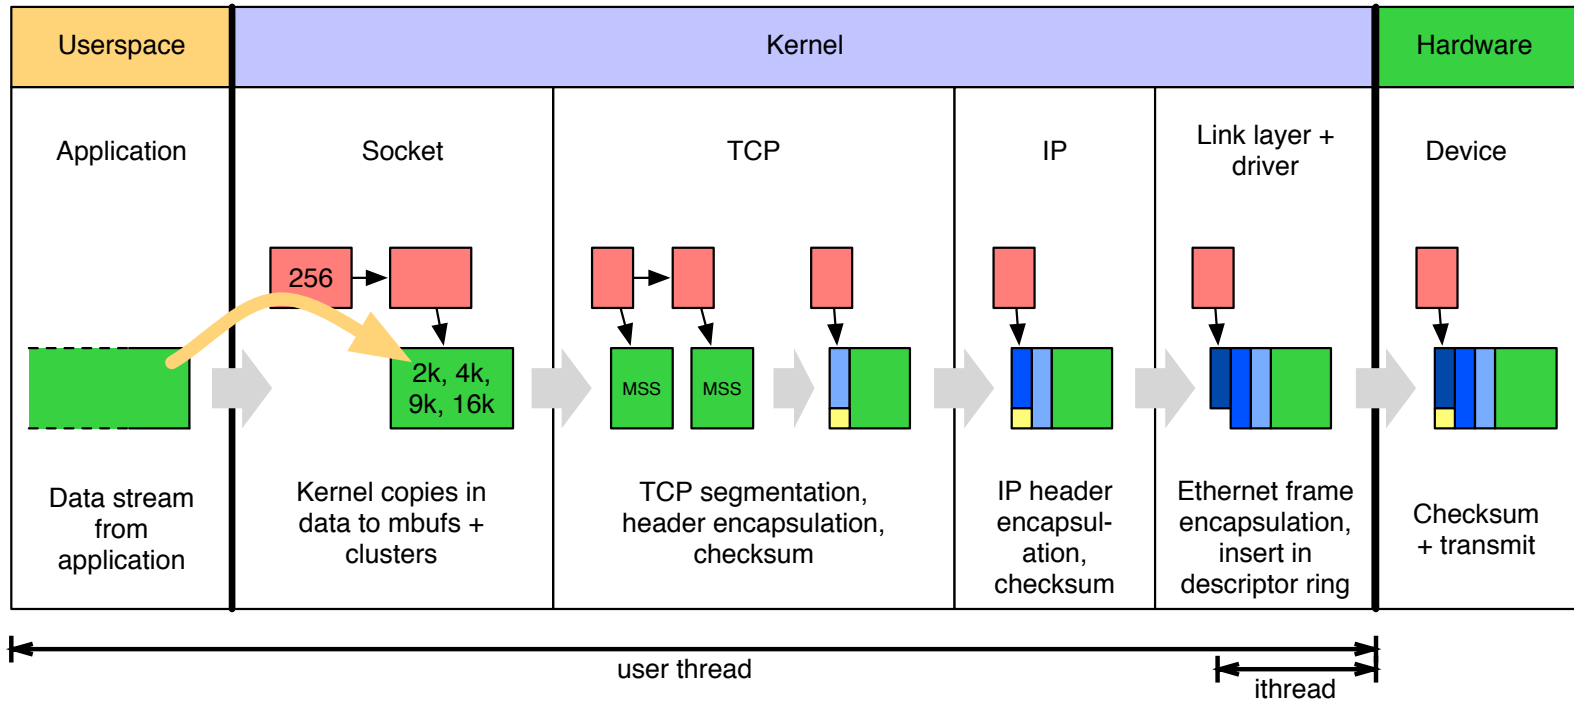 Userspace
Kernel
Hardware
Application
Socket
TCP
IP
Link layer +
driver
Device
256
2k, 4k,
9k, 16k
MSS
MSS
Data stream
from
application
Kernel copies in
data to mbufs +
clusters
TCP segmentation,
header encapsulation,
checksum
IP header
encapsul-
ation,
checksum
Ethernet frame
encapsulation,
insert in
descriptor ring
Checksum
+ transmit
user thread
ithread